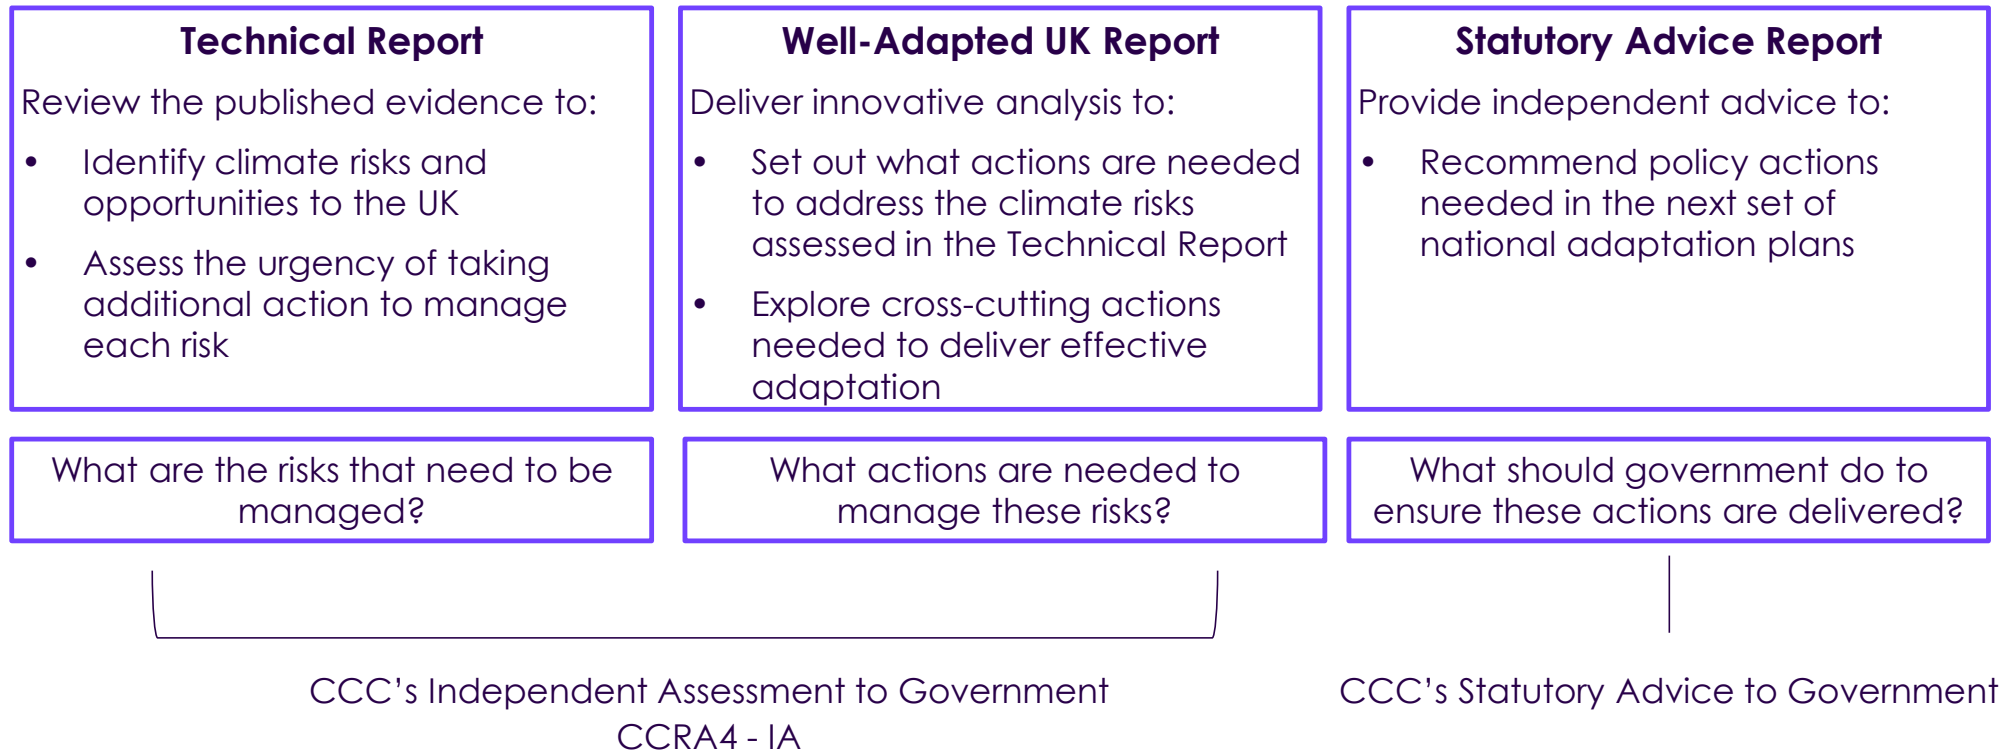 Technical Report
Review the published evidence to:
• Identify climate risks and
opportunities to the UK
• Assess the urgency of taking
additional action to manage
each risk
Well-Adapted UK Report
Deliver innovative analysis to:
• Set out what actions are needed
to address the climate risks
assessed in the Technical Report
• Explore cross-cutting actions
needed to deliver effective
adaptation
Statutory Advice Report
Provide independent advice to:
• Recommend policy actions
needed in the next set of
national adaptation plans
What are the risks that need to be
managed?
What actions are needed to
manage these risks?
What should government do to
ensure these actions are delivered?
CCC’s Independent Assessment to Government
CCRA4 - IA
CCC’s Statutory Advice to Government